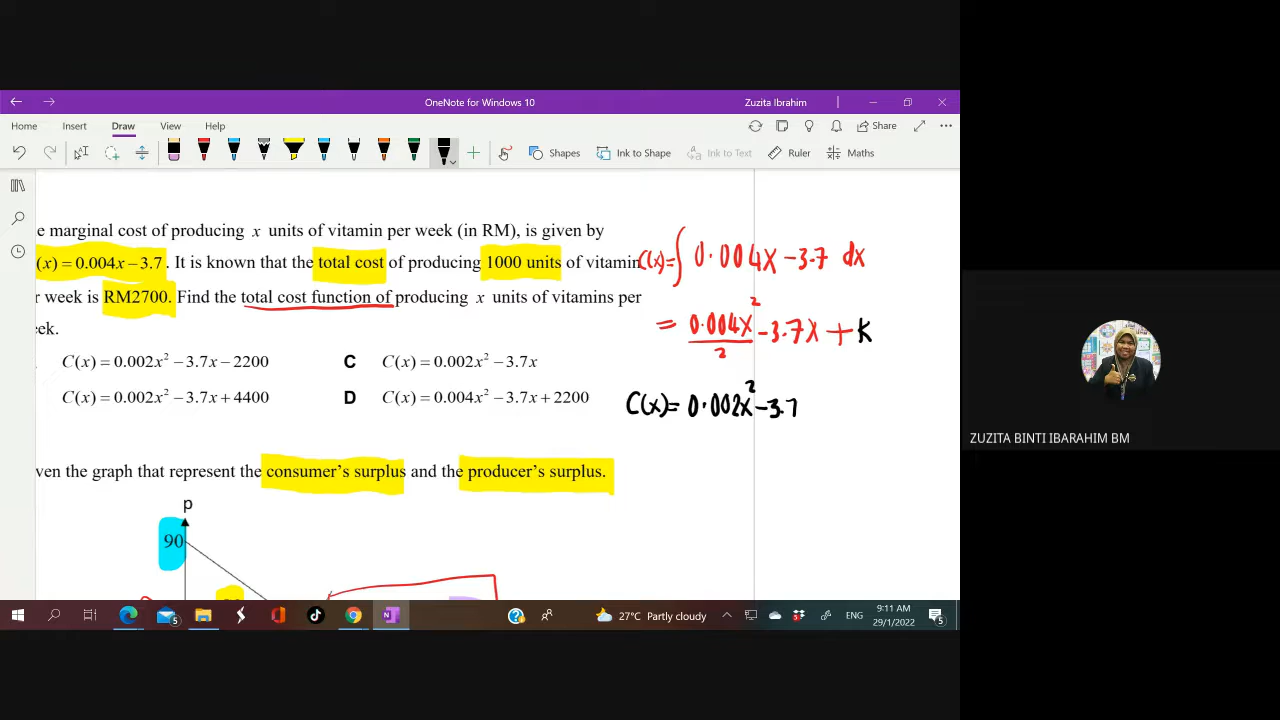 OneNote for Windows 10
Zuzita Ibrahim
Home Insert Draw View Help
Share
Shapes Ink to Shape Ink to Text Ruler Maths
e marginal cost of producing x units of vitamin per week (in RM), is given by
(x) = 0.004x − 3.7. It is known that the total cost of producing 1000 units of vitamin
r week is RM2700. Find the total cost function of producing x units of vitamins per
eek.
C(x) = 0.002x² − 3.7x − 2200
C C(x) = 0.002x² − 3.7x
C(x) = 0.002x² − 3.7x + 4400
D C(x) = 0.004x² − 3.7x + 2200
C(x) = ∫ 0.004x − 3.7 dx
= 0.004x²/2 − 3.7x + K
C(x) = 0.002x² − 3.7
ven the graph that represent the consumer's surplus and the producer's surplus.
p
90
ZUZITA BINTI IBARAHIM BM
5
27°C Partly cloudy
ENG
9:11 AM
29/1/2022
5